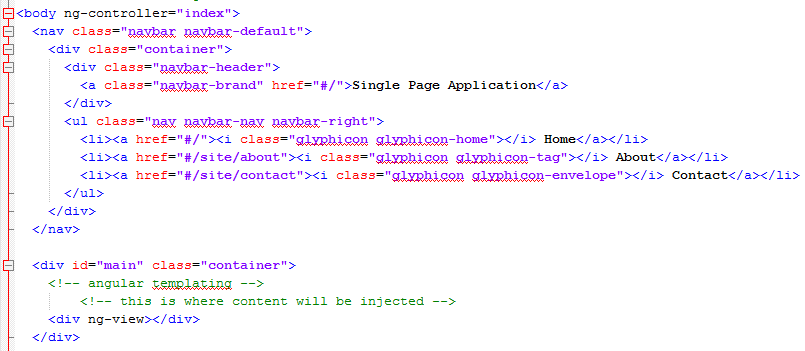 <body ng-controller="index">
<nav class="navbar navbar-default">
<div class="container">
<div class="navbar-header">
<a class="navbar-brand" href="#/">Single Page Application</a>
</div>
<ul class="nav navbar-nav navbar-right">
<li><a href="#/"><i class="glyphicon glyphicon-home"></i> Home</a></li>
<li><a href="#/site/about"><i class="glyphicon glyphicon-tag"></i> About</a></li>
<li><a href="#/site/contact"><i class="glyphicon glyphicon-envelope"></i> Contact</a></li>
</ul>
</div>
</nav>
<div id="main" class="container">
<!-- angular templating -->
<!-- this is where content will be injected -->
<div ng-view></div>
</div>